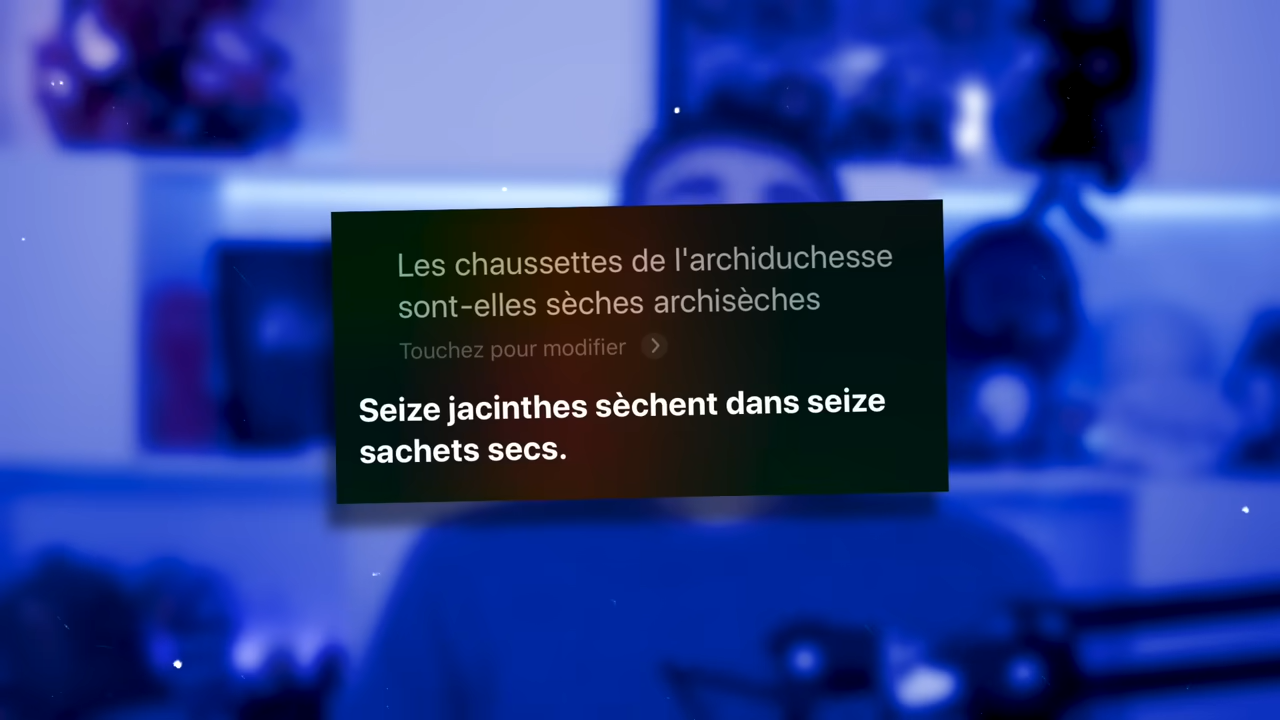 Les chaussettes de l'archiduchesse
sont-elles sèches archisèches
Touchez pour modifier
Seize jacinthes sèchent dans seize
sachets secs.